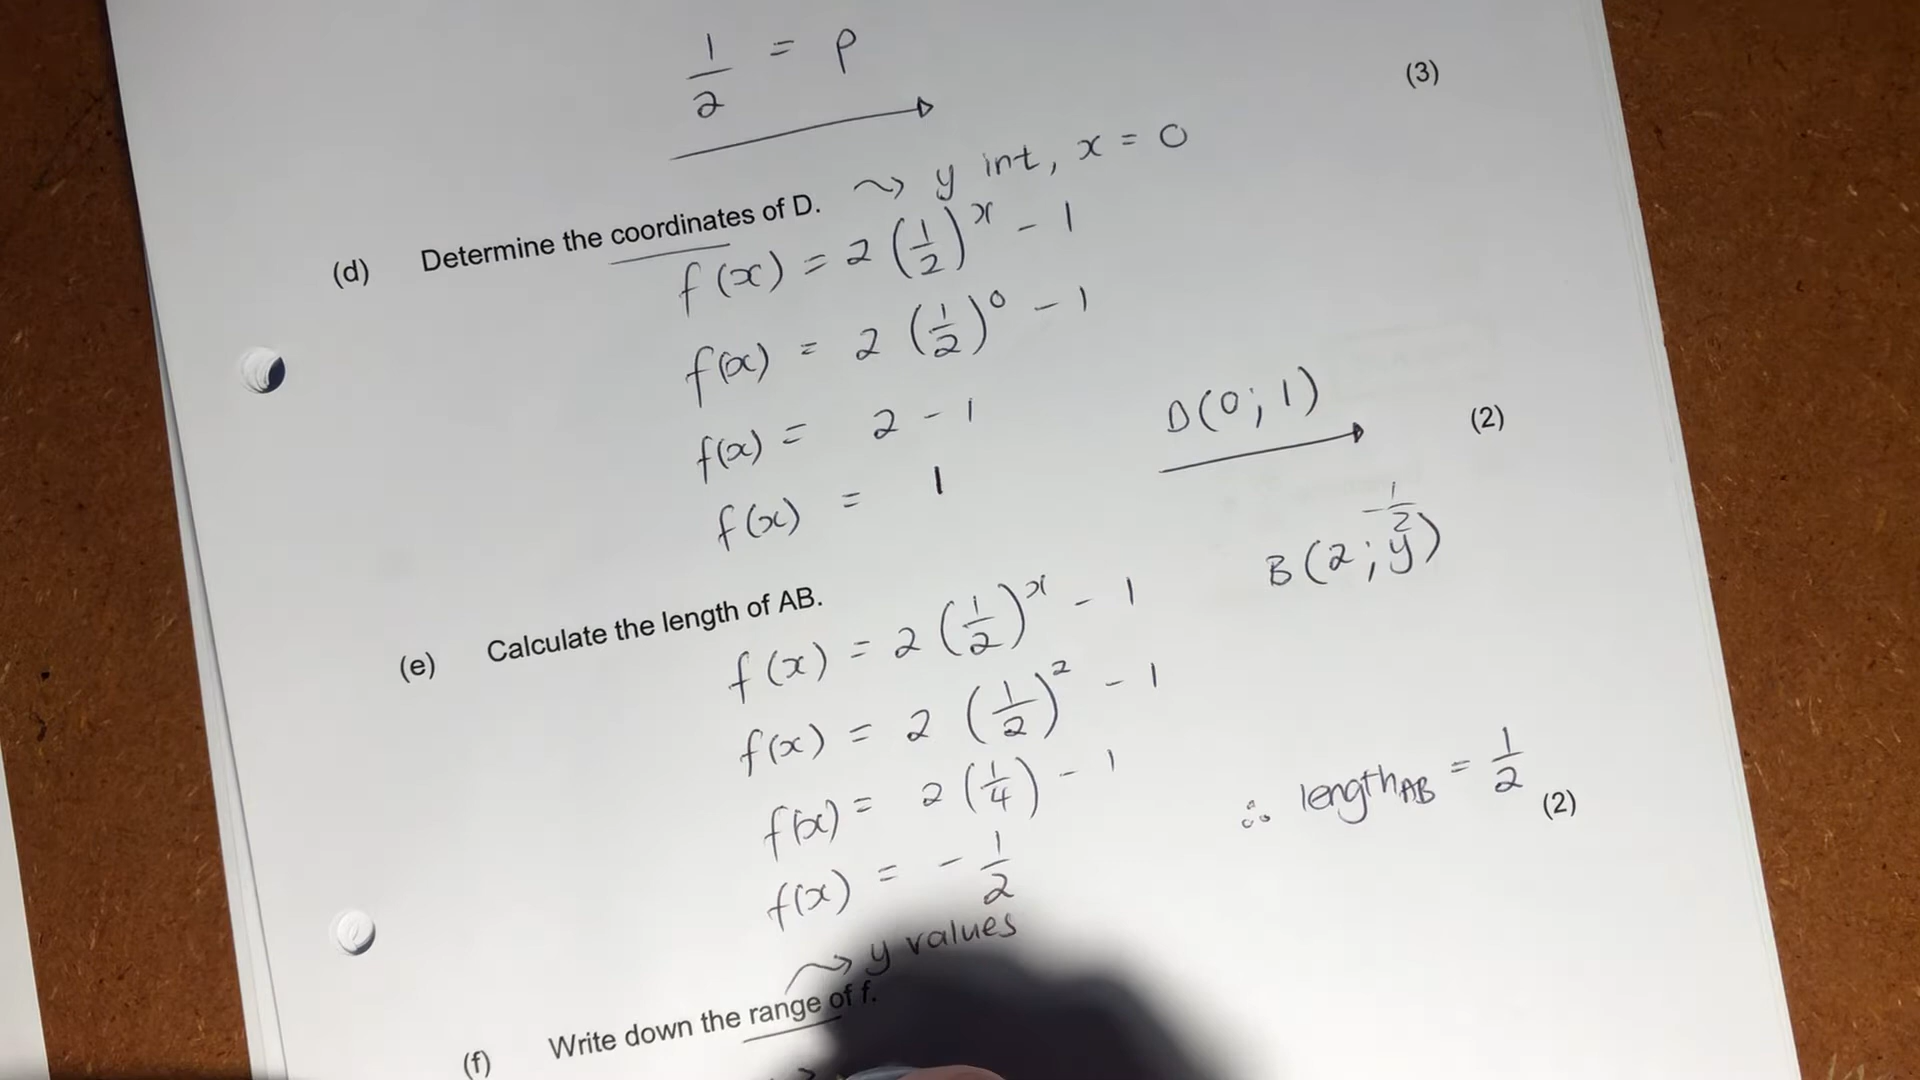 1/2 = p
(3)
(d) Determine the coordinates of D. ⤳ y int, x = 0
f(x) = 2(1/2)^x - 1
f(x) = 2(1/2)^0 - 1
f(x) = 2 - 1
D(0; 1)
(2)
f(x) = 1
B(2; y) -1/2
(e) Calculate the length of AB.
f(x) = 2(1/2)^x - 1
f(x) = 2(1/2)^2 - 1
f(x) = 2(1/4) - 1
∴ length AB = 1/2
(2)
f(x) = -1/2
⤳ y values
(f) Write down the range of f.